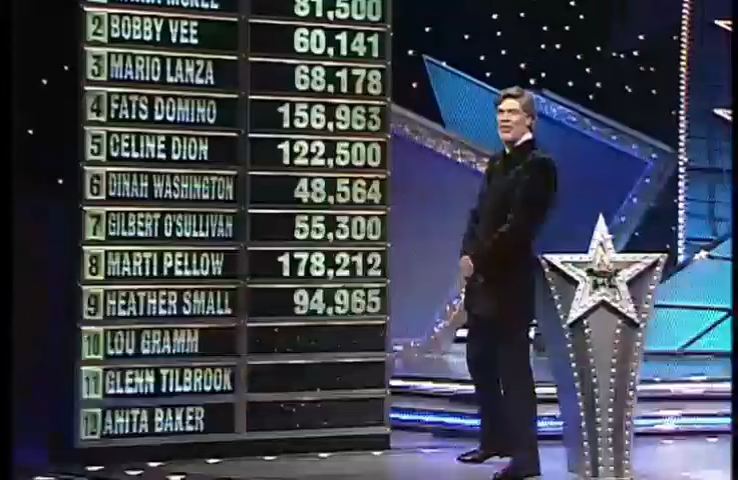 81,500
2 BOBBY VEE 60,141
3 MARIO LANZA 68,178
4 FATS DOMINO 156,963
5 CELINE DION 122,500
6 DINAH WASHINGTON 48,564
7 GILBERT O'SULLIVAN 55,300
8 MARTI PELLOW 178,212
9 HEATHER SMALL 94,965
10 LOU GRAMM
11 GLENN TILBROOK
12 ANITA BAKER